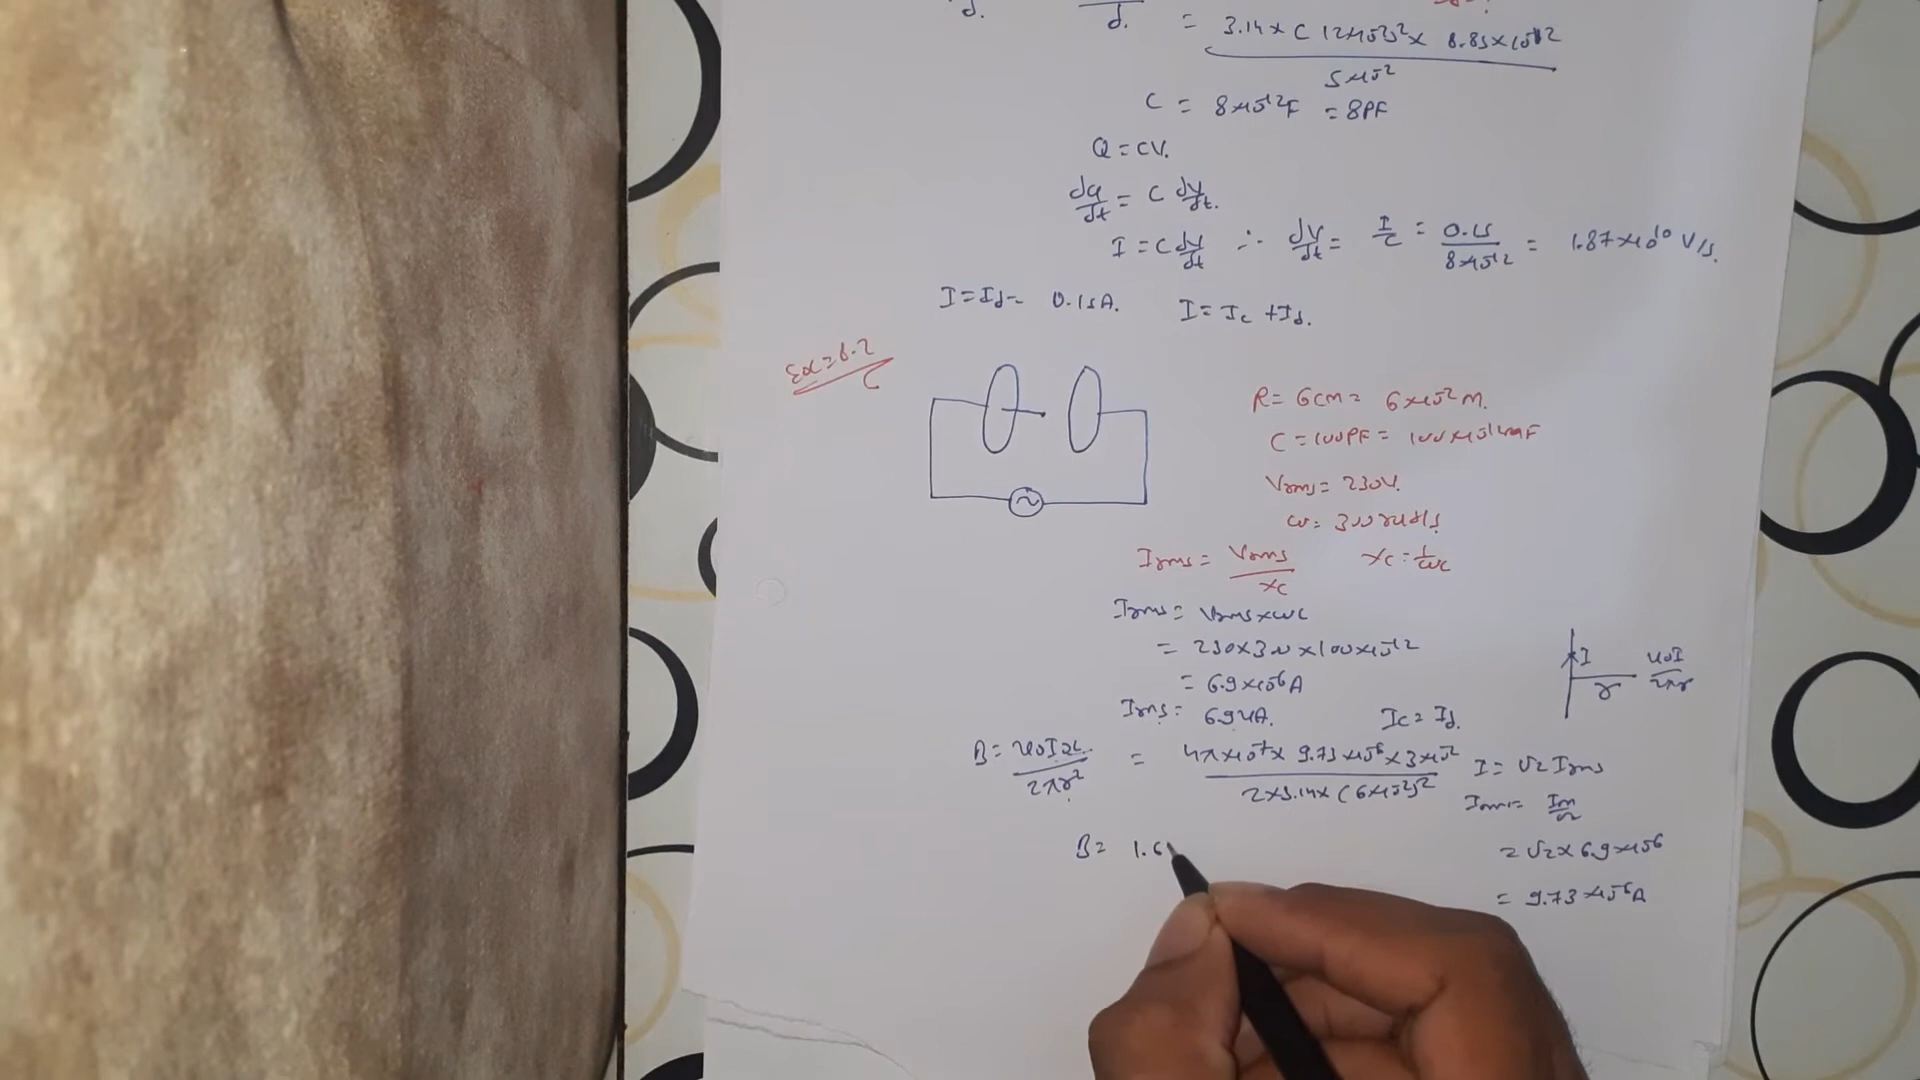 d. d. = 3.14 × ( 12×10⁻²)² × 8.85×10⁻¹²
5×10⁻²
C = 8×10⁻¹²F = 8PF
Q = CV.
dq/dt = C dv/dt.
I = C dv/dt ∴ dv/dt = I/C = 0.15/8×10⁻¹² = 1.87×10¹⁰ V/s.
I = Id = 0.15A. I = Ic + Id.
R = 6cm = 6×10⁻² m.
C = 100PF = 100×10⁻¹² F
Vrms = 230V.
ω = 300 rad/s
Irms = Vrms/Xc Xc = 1/ωc
Irms = Vrms×ωc
= 230×300×100×10⁻¹²
= 6.9×10⁻⁶A
I r μ₀I/2πr
Irms = 6.9μA. Ic = Id.
B = μ₀Ir/2πr² = 4π×10⁻⁷ × 9.73×10⁻⁶ × 3×10⁻² / 2×3.14×(6×10⁻²)² I = √2 Irms
Irms = Im/√2
B = 1.6 = √2×6.9×10⁻⁶
= 9.73×10⁻⁶A